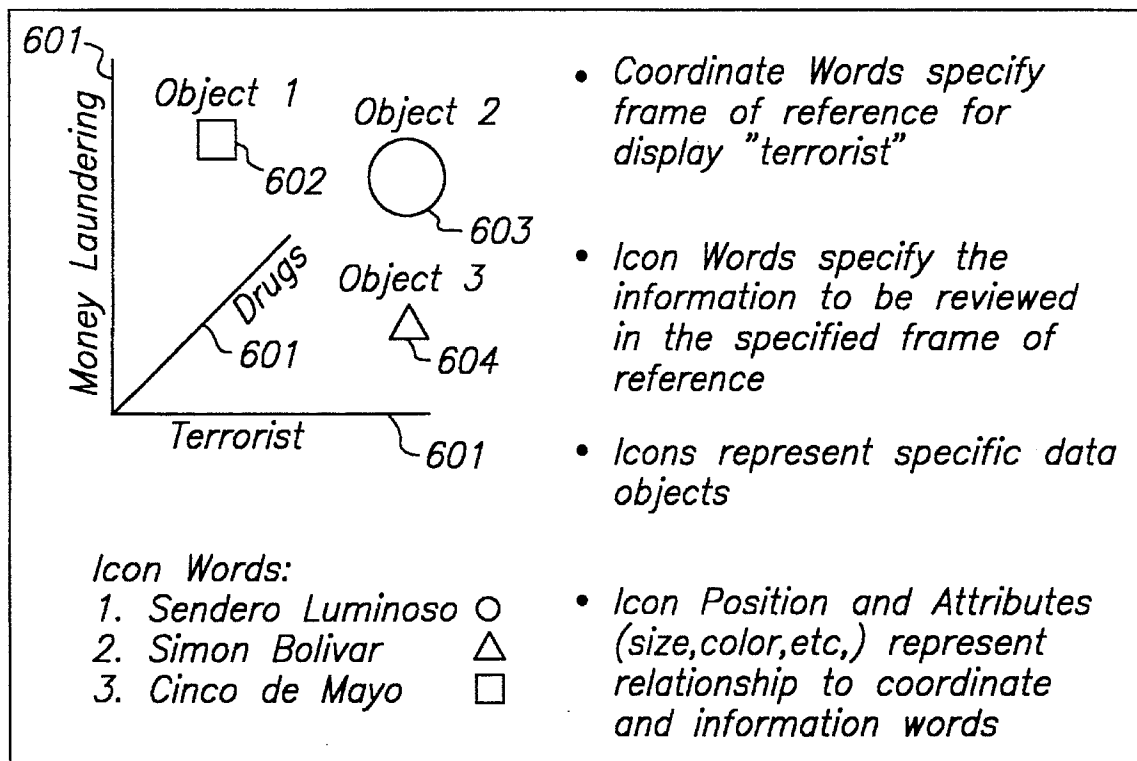 601
Object 1
Object 2
602
603
Money Laundering
Drugs
Object 3
601
604
Terrorist
601
Icon Words:
1. Sendero Luminoso
2. Simon Bolivar
3. Cinco de Mayo
• Coordinate Words specify
frame of reference for
display "terrorist"
• Icon Words specify the
information to be reviewed
in the specified frame of
reference
• Icons represent specific data
objects
• Icon Position and Attributes
(size,color,etc,) represent
relationship to coordinate
and information words